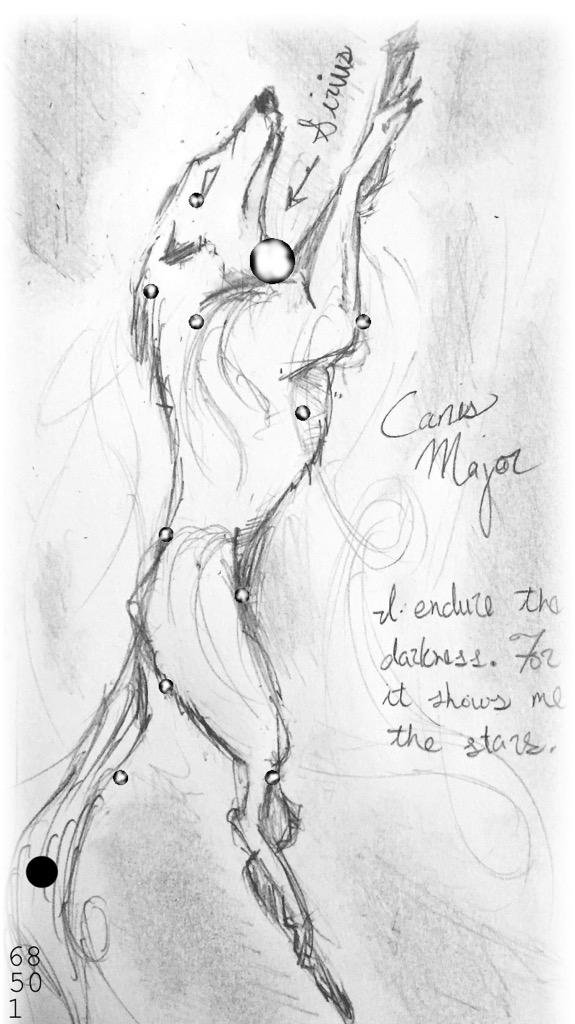 Sirius
Canis
Major
I endure the
darkness. For
it shows me
the stars.
68
50
1